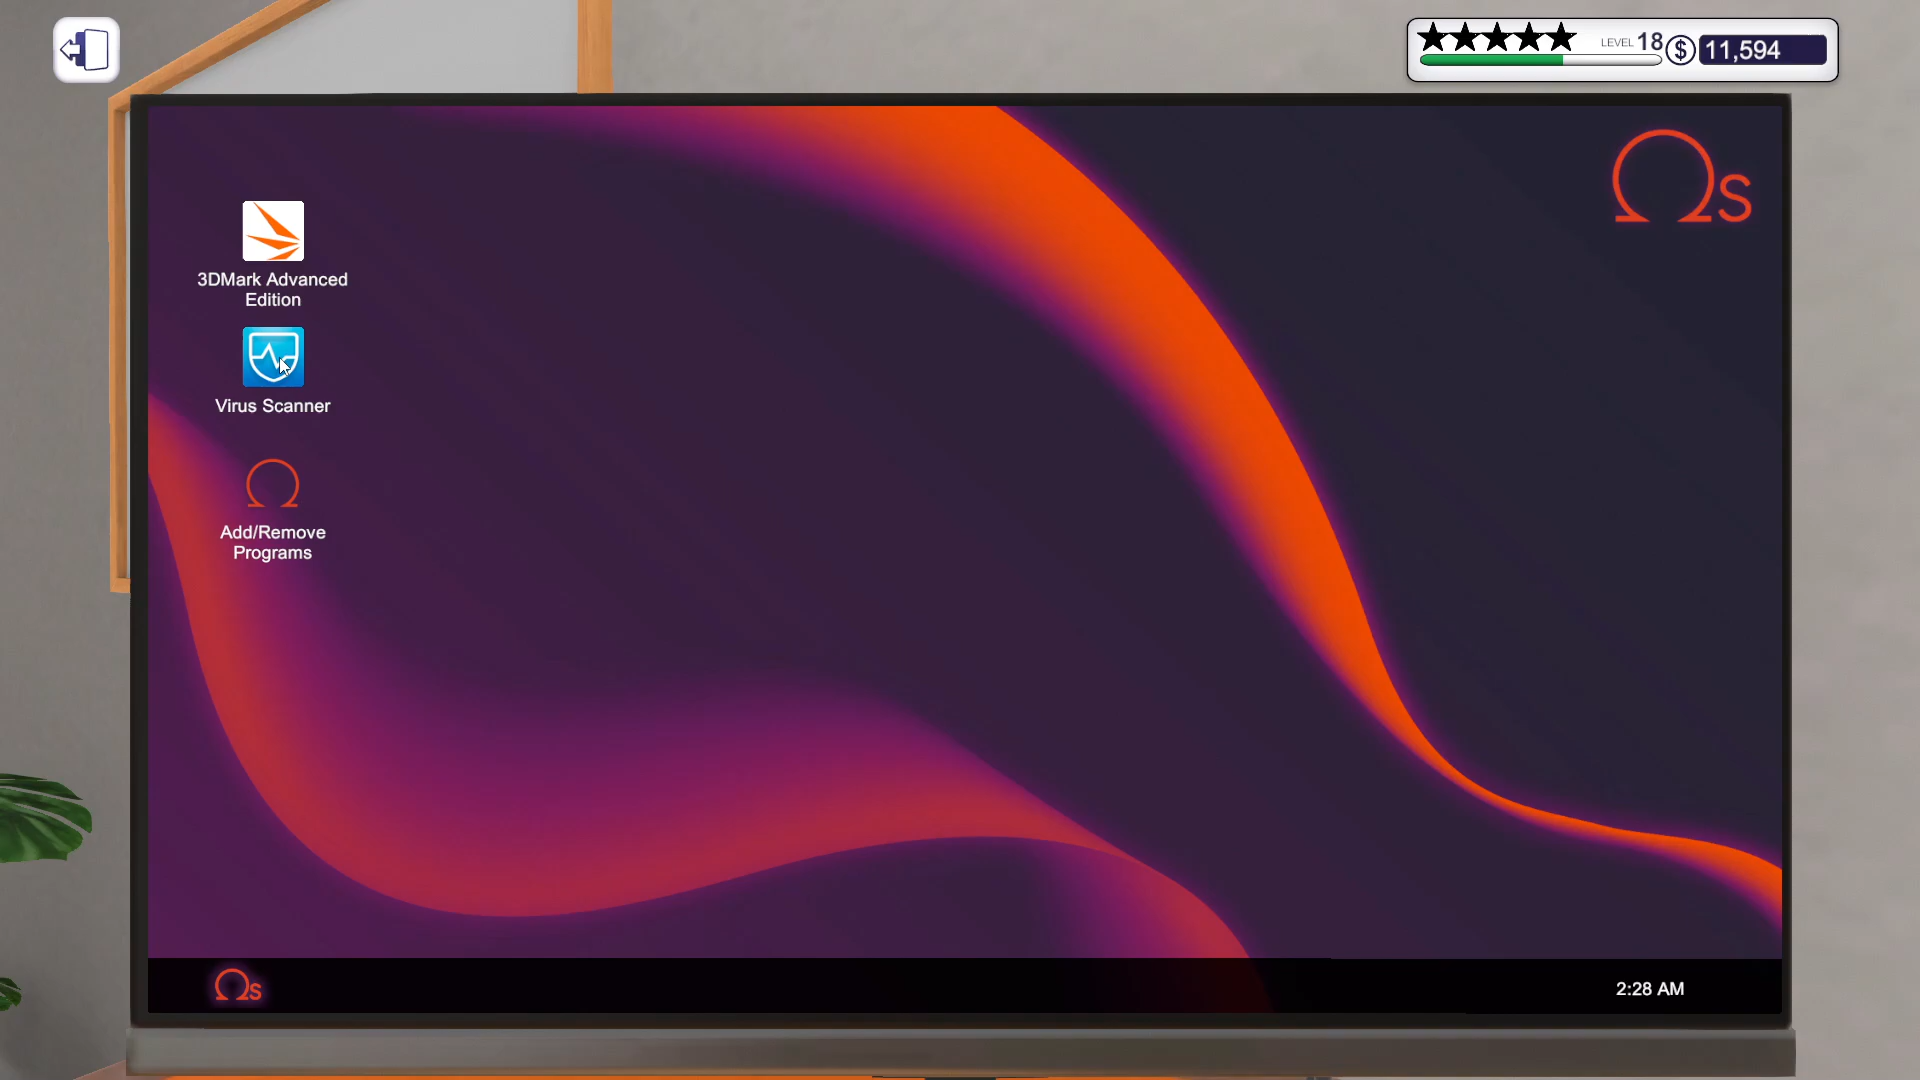 LEVEL 18
$ 11,594
Ωs
3DMark Advanced
Edition
Virus Scanner
Add/Remove
Programs
Ωs
2:28 AM